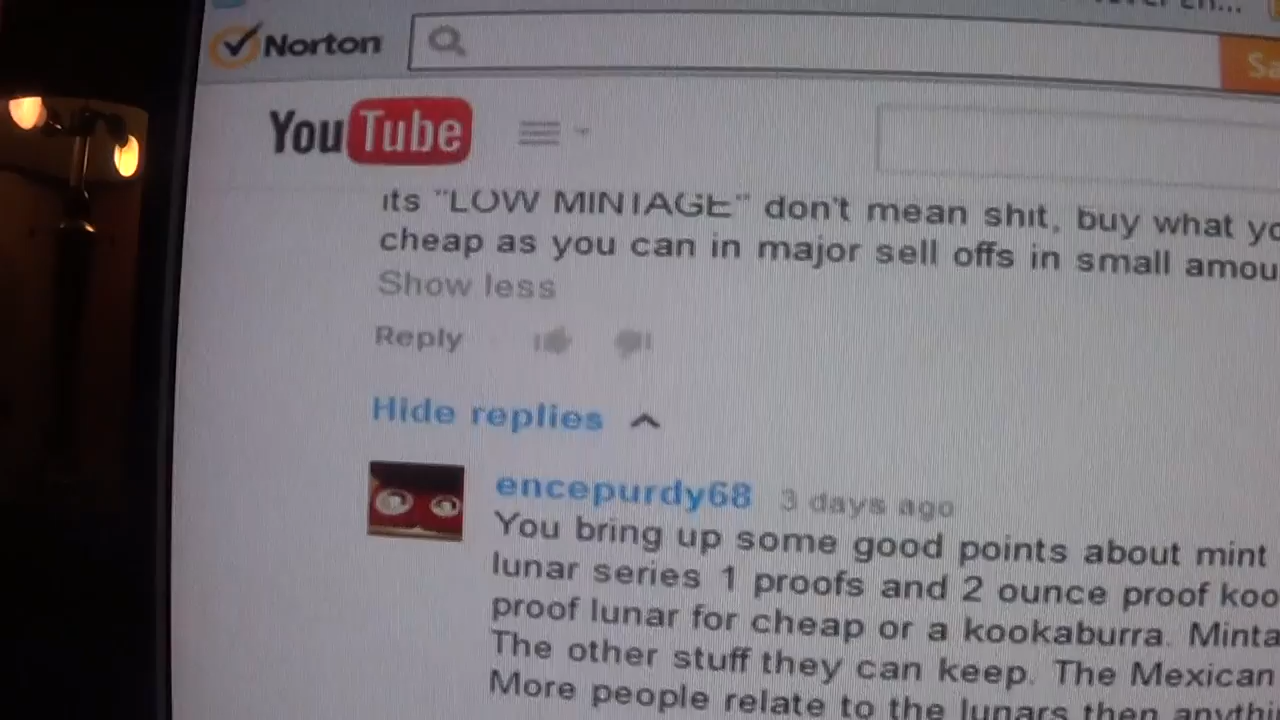 Norton
YouTube
its "LOW MINTAGE" don't mean shit, buy what
cheap as you can in major sell offs in small
Show less
Reply
Hide replies
encepurdy68 3 days ago
You bring up some good points about mint
lunar series 1 proofs and 2 ounce proof
proof lunar for cheap or a kookaburra.
The other stuff they can keep. The Mexican
More people relate to the lunars then